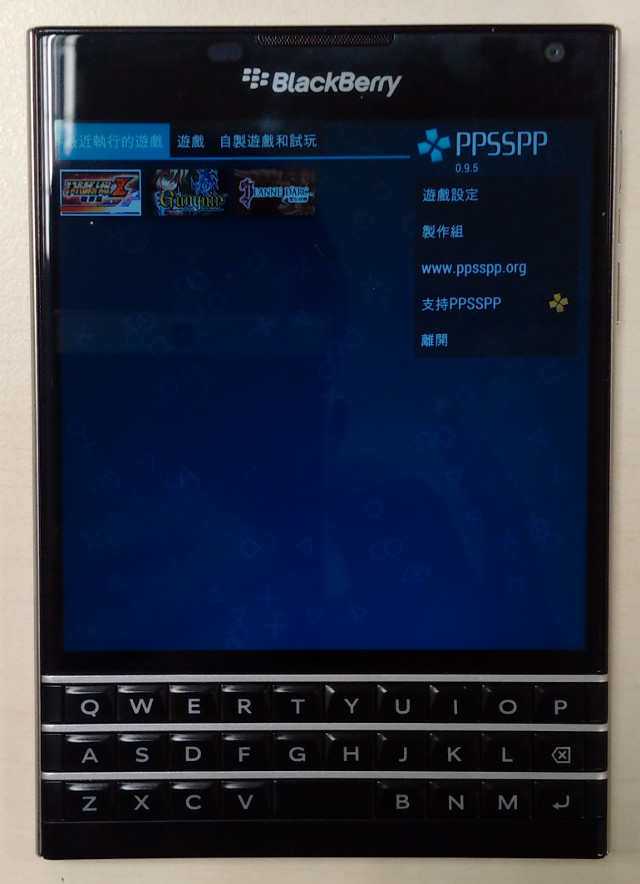 BlackBerry
最近執行的遊戲 遊戲 自製遊戲和試玩
PPSSPP
0.9.5
Gungnir
JEANNE D'ARC
遊戲設定
製作組
www.ppsspp.org
支持PPSSPP
離開
Q W E R T Y U I O P
A S D F G H J K L
Z X C V B N M